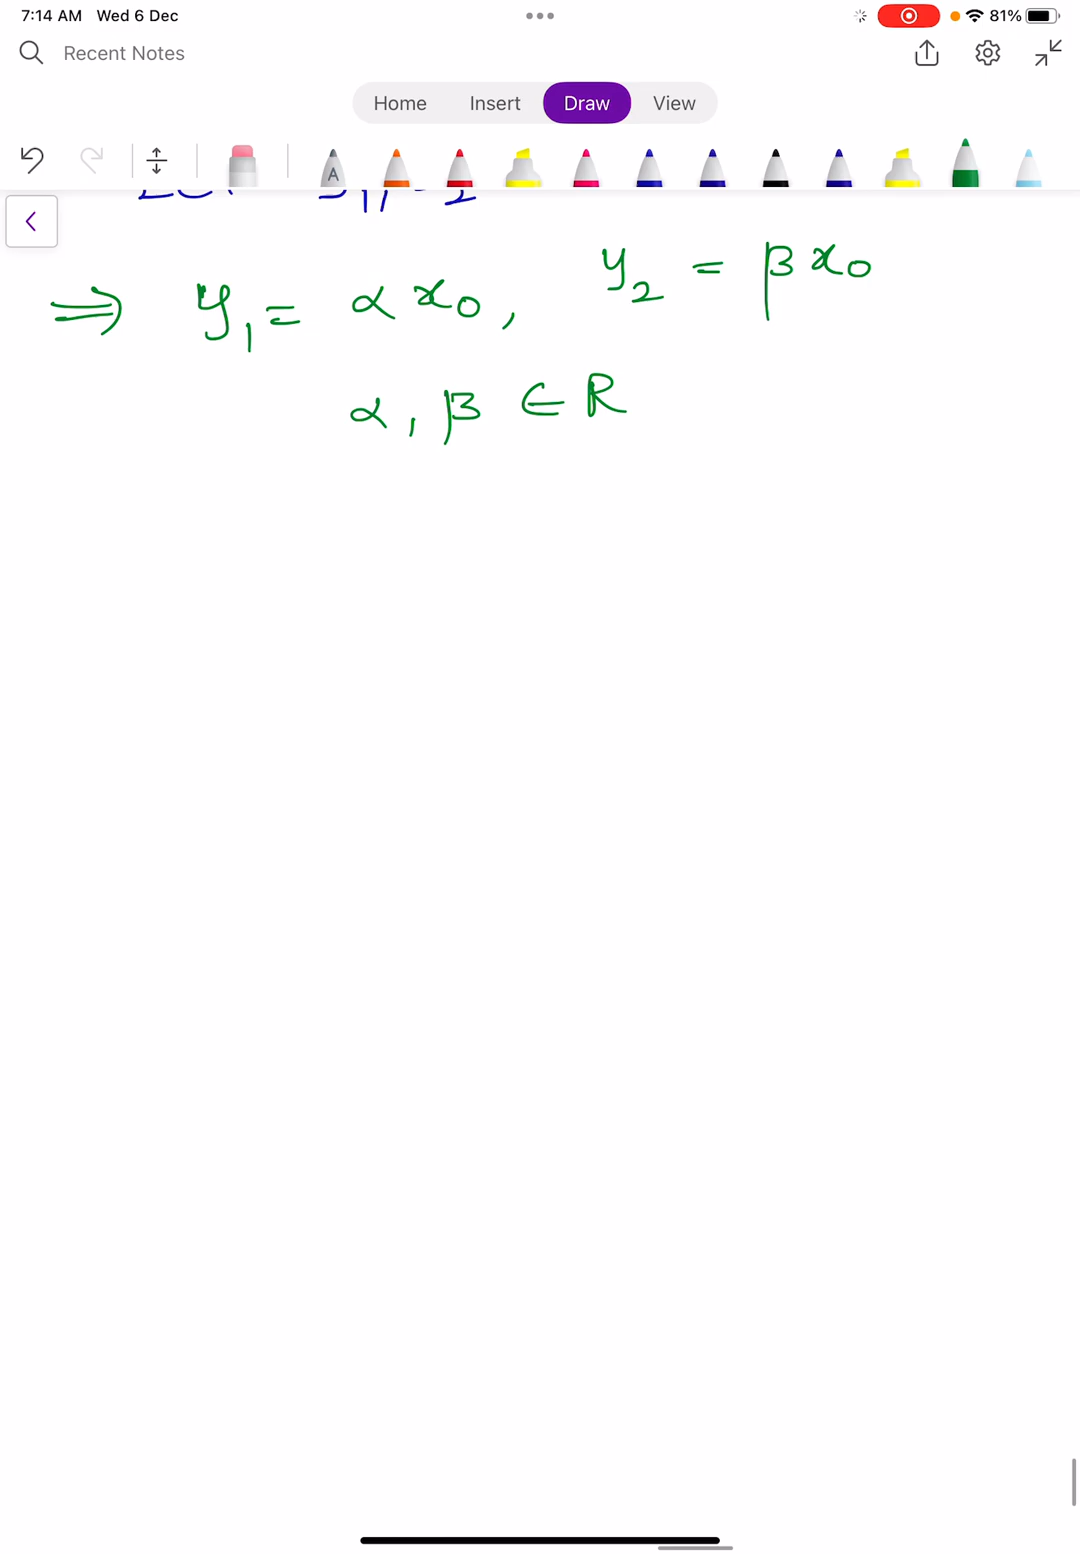 7:14 AM Wed 6 Dec 81%
Recent Notes
Home Insert Draw View
A
⇒ y₁ = αx₀, y₂ = βx₀
α, β ∈ R